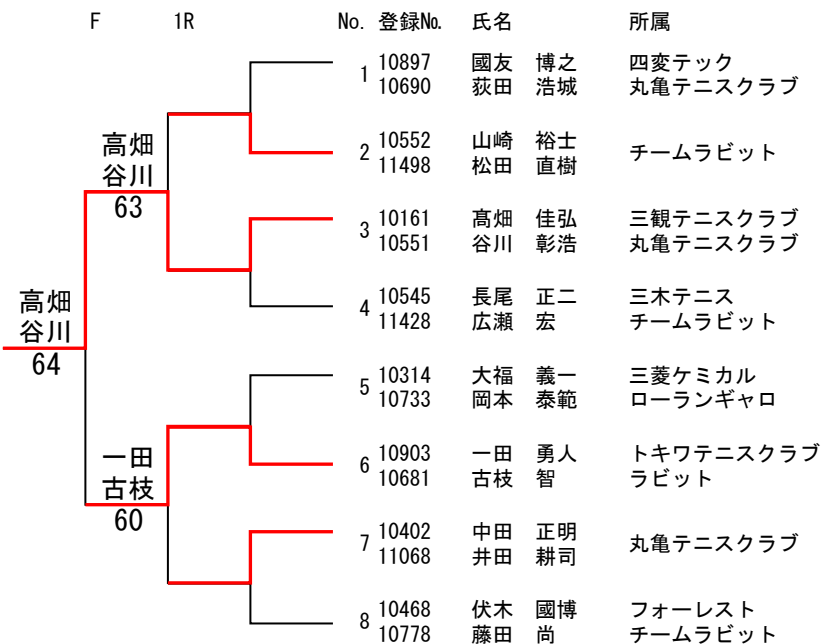 F 1R No. 登録No. 氏名 所属
1 10897 國友 博之 四変テック
10690 荻田 浩城 丸亀テニスクラブ
2 10552 山崎 裕士 チームラビット
11498 松田 直樹
高畑
谷川
63
3 10161 髙畑 佳弘 三観テニスクラブ
10551 谷川 彰浩 丸亀テニスクラブ
4 10545 長尾 正二 三木テニス
11428 広瀬 宏 チームラビット
高畑
谷川
64
5 10314 大福 義一 三菱ケミカル
10733 岡本 泰範 ローランギャロ
6 10903 一田 勇人 トキワテニスクラブ
10681 古枝 智 ラビット
一田
古枝
60
7 10402 中田 正明 丸亀テニスクラブ
11068 井田 耕司
8 10468 伏木 國博 フォーレスト
10778 藤田 尚 チームラビット